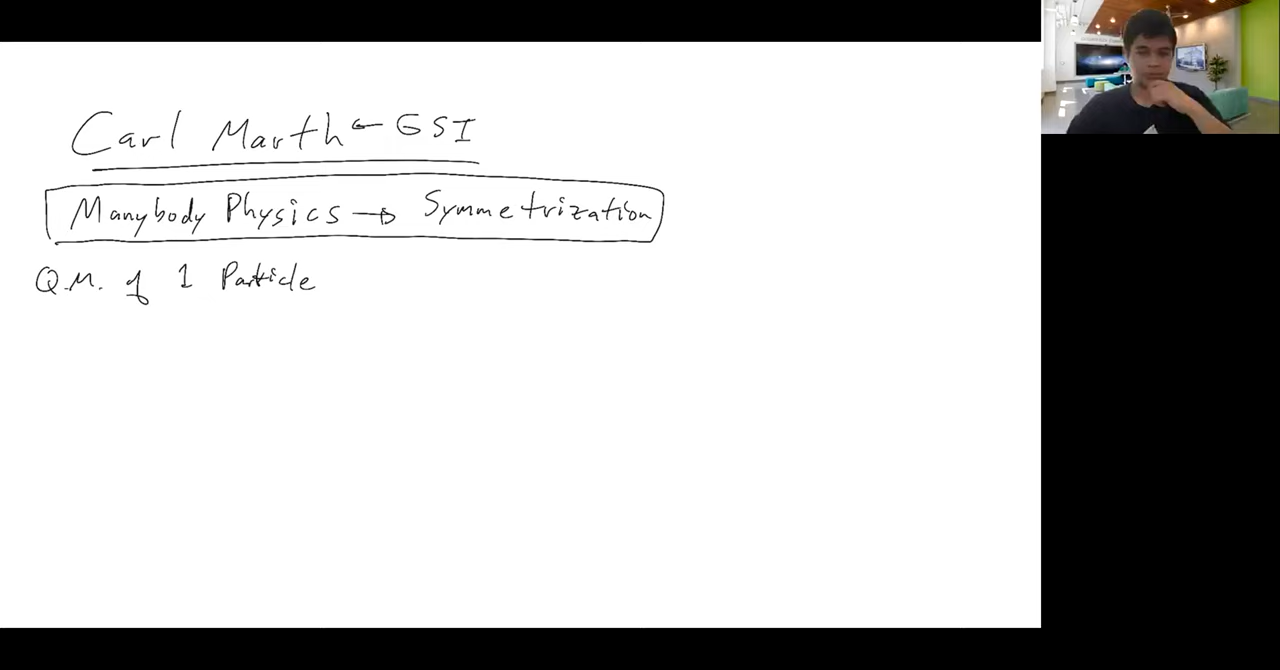 Carl Marth ← GSI
Manybody Physics → Symmetrization
Q.M. of 1 Particle